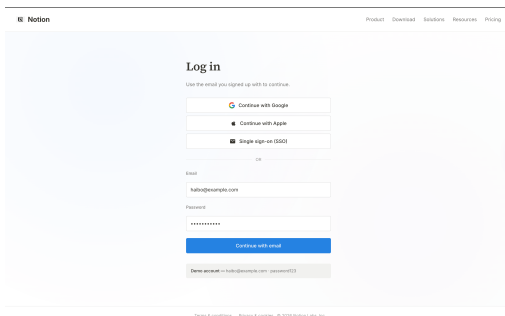 Notion
Product Download Solutions Resources Pricing
Log in
Use the email you signed up with to continue.
Continue with Google
Continue with Apple
Single sign-on (SSO)
OR
Email
haibo@example.com
Password
•••••••••••
Continue with email
Demo account — haibo@example.com · password123